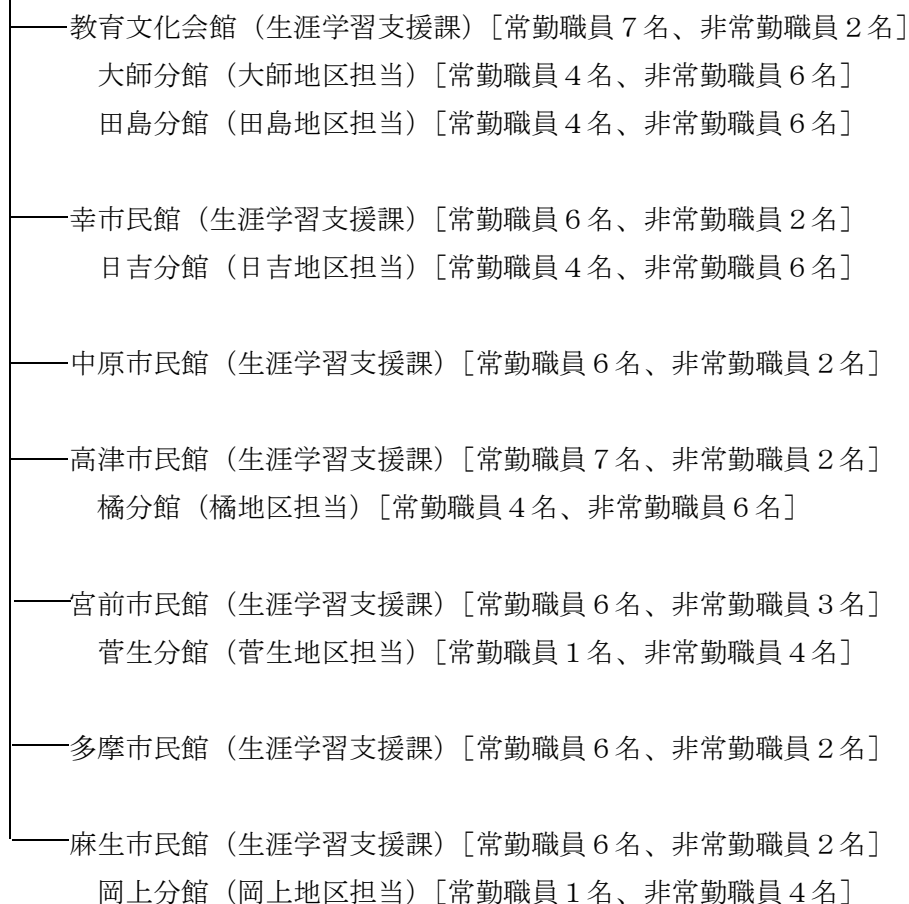 教育文化会館（生涯学習支援課）［常勤職員７名、非常勤職員２名］
大師分館（大師地区担当）［常勤職員４名、非常勤職員６名］
田島分館（田島地区担当）［常勤職員４名、非常勤職員６名］
幸市民館（生涯学習支援課）［常勤職員６名、非常勤職員２名］
日吉分館（日吉地区担当）［常勤職員４名、非常勤職員６名］
中原市民館（生涯学習支援課）［常勤職員６名、非常勤職員２名］
高津市民館（生涯学習支援課）［常勤職員７名、非常勤職員２名］
橘分館（橘地区担当）［常勤職員４名、非常勤職員６名］
宮前市民館（生涯学習支援課）［常勤職員６名、非常勤職員３名］
菅生分館（菅生地区担当）［常勤職員１名、非常勤職員４名］
多摩市民館（生涯学習支援課）［常勤職員６名、非常勤職員２名］
麻生市民館（生涯学習支援課）［常勤職員６名、非常勤職員２名］
岡上分館（岡上地区担当）［常勤職員１名、非常勤職員４名］